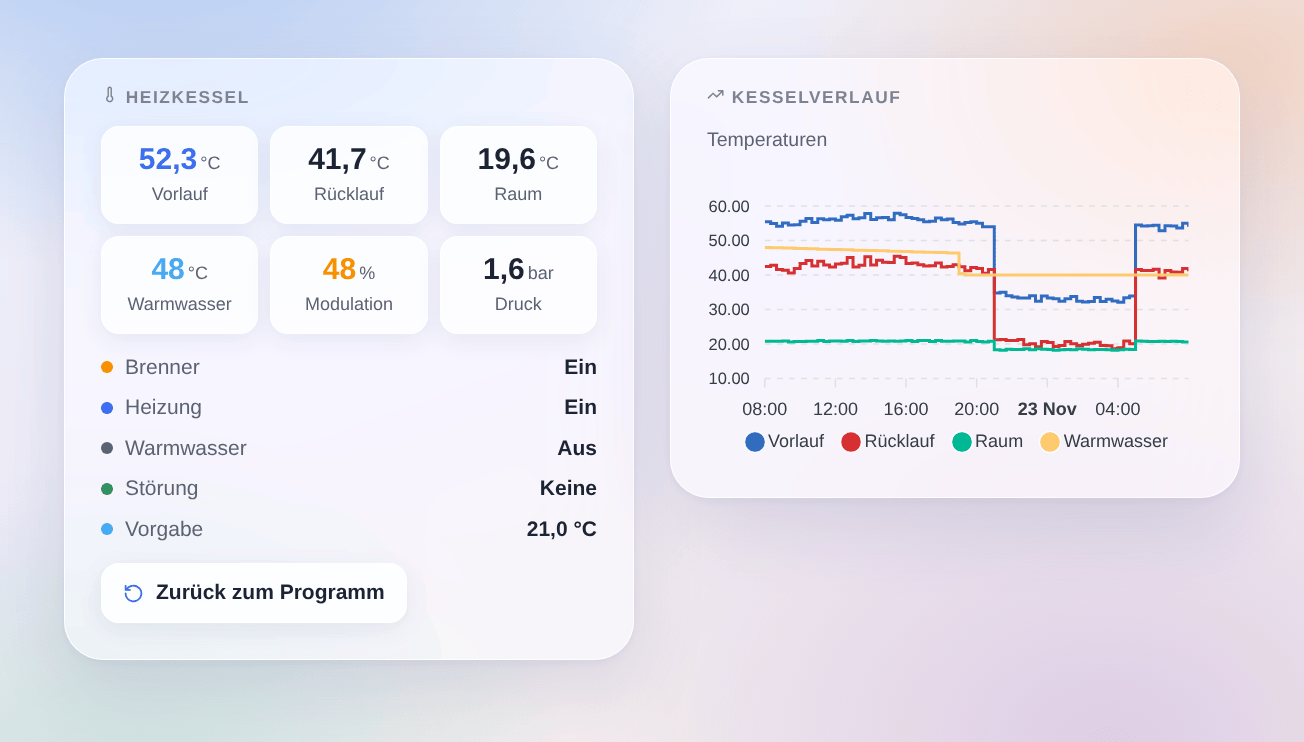 HEIZKESSEL
52,3 °C
Vorlauf
41,7 °C
Rücklauf
19,6 °C
Raum
48 °C
Warmwasser
48 %
Modulation
1,6 bar
Druck
Brenner Ein
Heizung Ein
Warmwasser Aus
Störung Keine
Vorgabe 21,0 °C
Zurück zum Programm
KESSELVERLAUF
Temperaturen
60.00
50.00
40.00
30.00
20.00
10.00
08:00 12:00 16:00 20:00 23 Nov 04:00
Vorlauf Rücklauf Raum Warmwasser